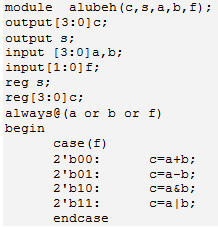 module  alubeh(c,s,a,b,f);
output[3:0]c;
output s;
input [3:0]a,b;
input[1:0]f;
reg s;
reg[3:0]c;
always@(a or b or f)
begin
case(f)
2'b00:    c=a+b;
2'b01:    c=a-b;
2'b10:    c=a&b;
2'b11:    c=a|b;
endcase